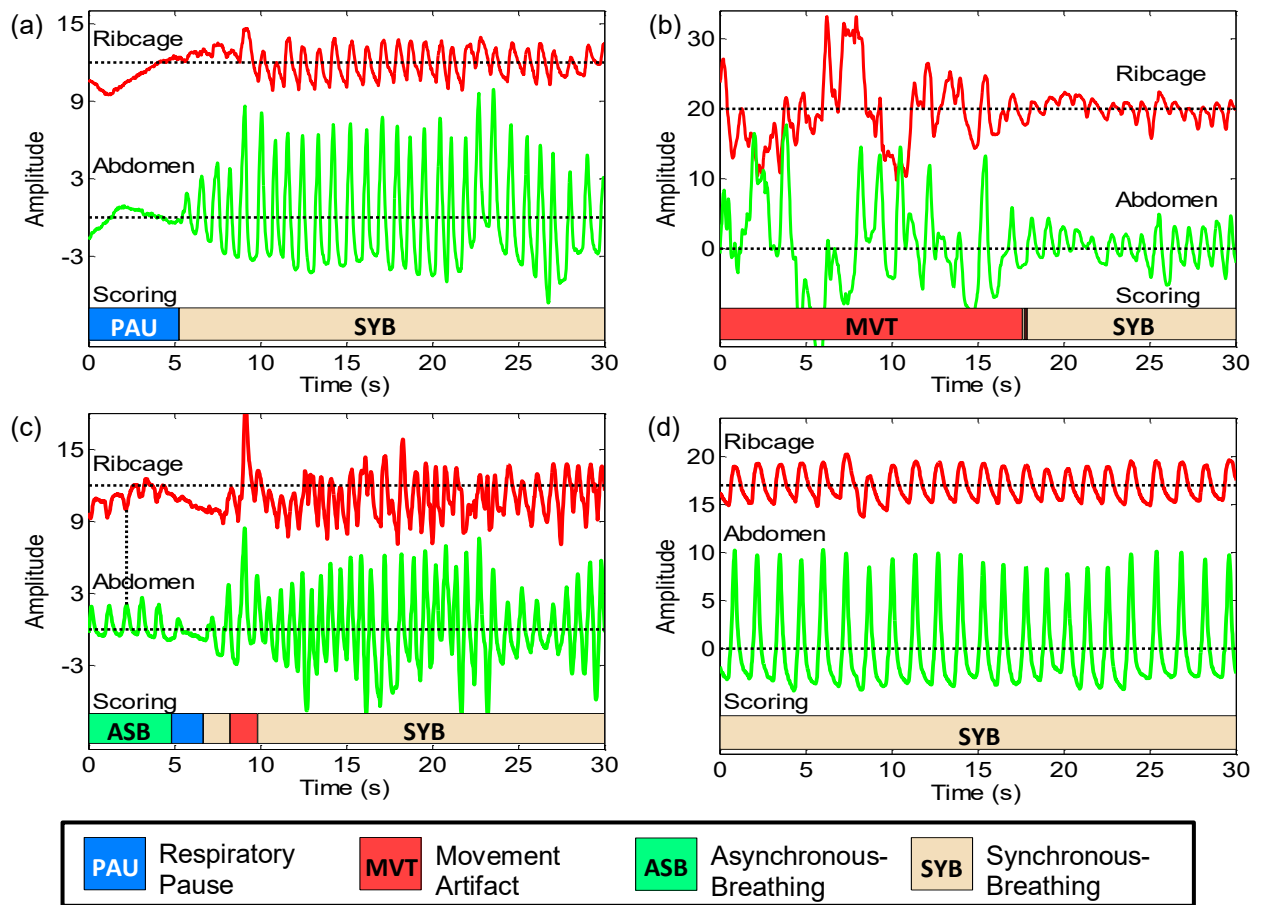 (a)
15
9
3
-3
Amplitude
Ribcage
Abdomen
Scoring
PAU
SYB
0 5 10 15 20 25 30
Time (s)
(b)
30
20
10
0
Amplitude
Ribcage
Abdomen
Scoring
MVT
SYB
0 5 10 15 20 25 30
Time (s)
(c)
15
9
3
-3
Amplitude
Ribcage
Abdomen
Scoring
ASB
SYB
0 5 10 15 20 25 30
Time (s)
(d)
20
15
10
5
0
Amplitude
Ribcage
Abdomen
Scoring
SYB
0 5 10 15 20 25 30
Time (s)
PAU
Respiratory
Pause
MVT
Movement
Artifact
ASB
Asynchronous-
Breathing
SYB
Synchronous-
Breathing